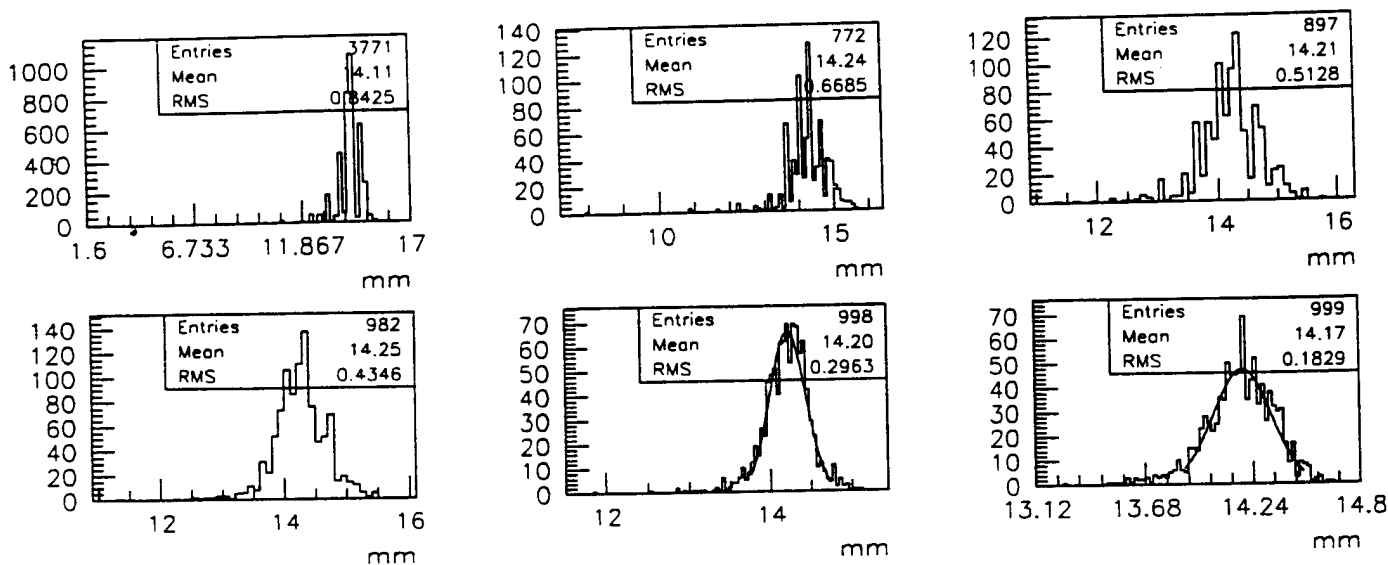 Entries 3771
Mean 4.11
RMS 0.8425
1000
800
600
400
200
0
1.6 6.733 11.867 17
mm
Entries 772
Mean 14.24
RMS 0.6685
140
120
100
80
60
40
20
0
10 15
mm
Entries 897
Mean 14.21
RMS 0.5128
120
100
80
60
40
20
0
12 14 16
mm
Entries 982
Mean 14.25
RMS 0.4346
140
120
100
80
60
40
20
0
12 14 16
mm
Entries 998
Mean 14.20
RMS 0.2963
70
60
50
40
30
20
10
0
12 14
mm
Entries 999
Mean 14.17
RMS 0.1829
70
60
50
40
30
20
10
0
13.12 13.68 14.24 14.8
mm